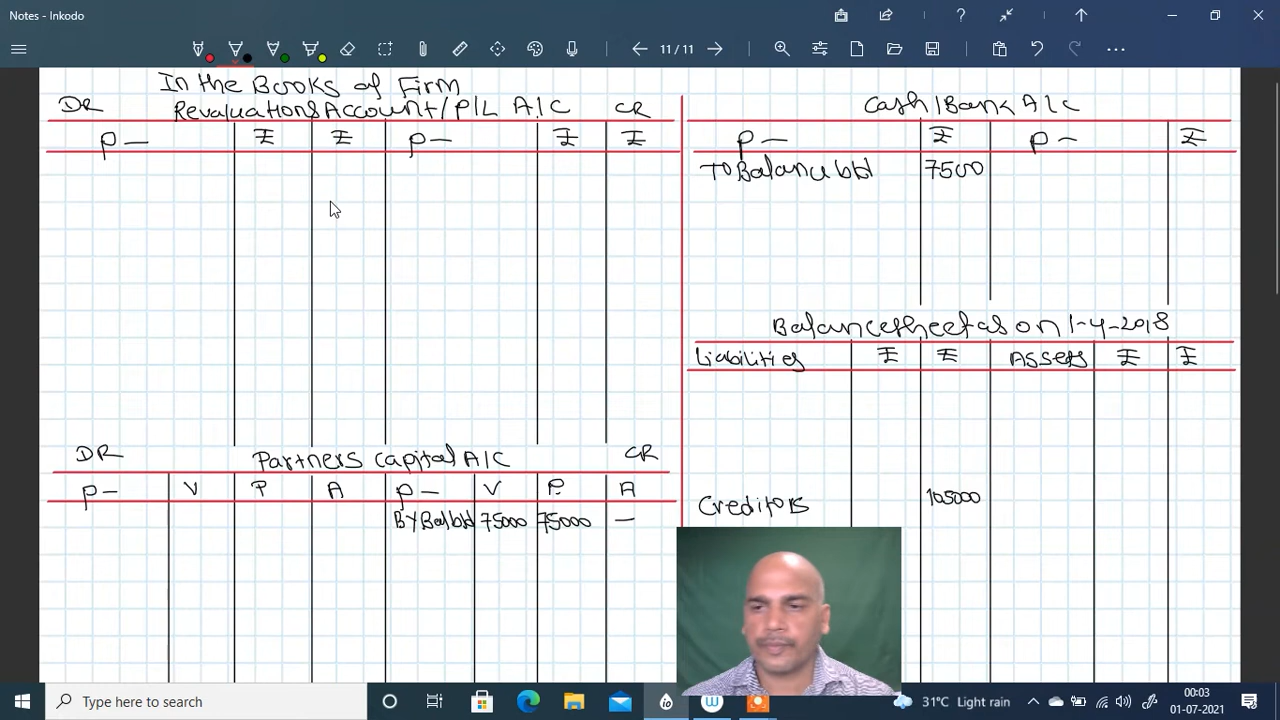 Notes - Inkodo
11/11
In the Books of Firm
DR Revaluations Account/P/L A/C CR
P— ₹ ₹ P— ₹ ₹
DR Partners Capital A/C CR
P— V P A P— V P. A
BY Bal b/d 75000 75000 —
Cash/Bank A/C
P— ₹ P— ₹
TO Balance b/d 7500
Balance sheet as on 1-4-2018
Liabilities ₹ ₹ Assets ₹ ₹
Creditors 105000
Type here to search
31°C Light rain
00:03
01-07-2021